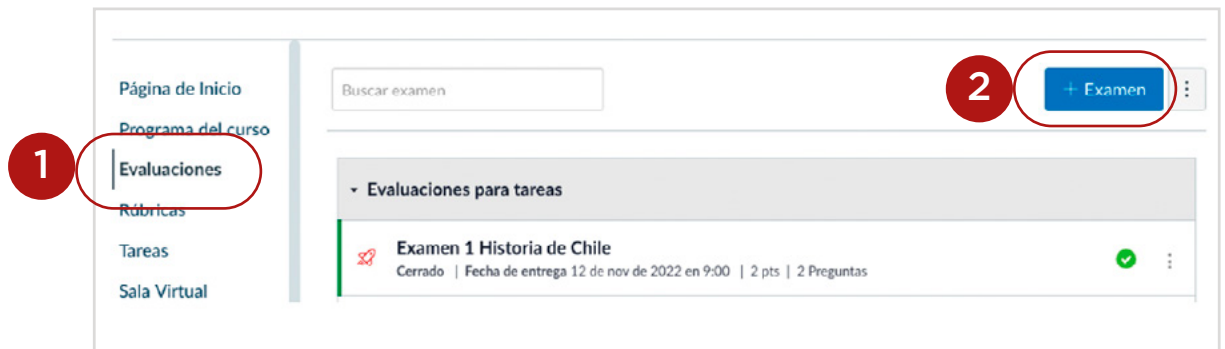 Página de Inicio
Programa del curso
1
Evaluaciones
Rúbricas
Tareas
Sala Virtual
Buscar examen
2
+ Examen
Evaluaciones para tareas
Examen 1 Historia de Chile
Cerrado | Fecha de entrega 12 de nov de 2022 en 9:00 | 2 pts | 2 Preguntas